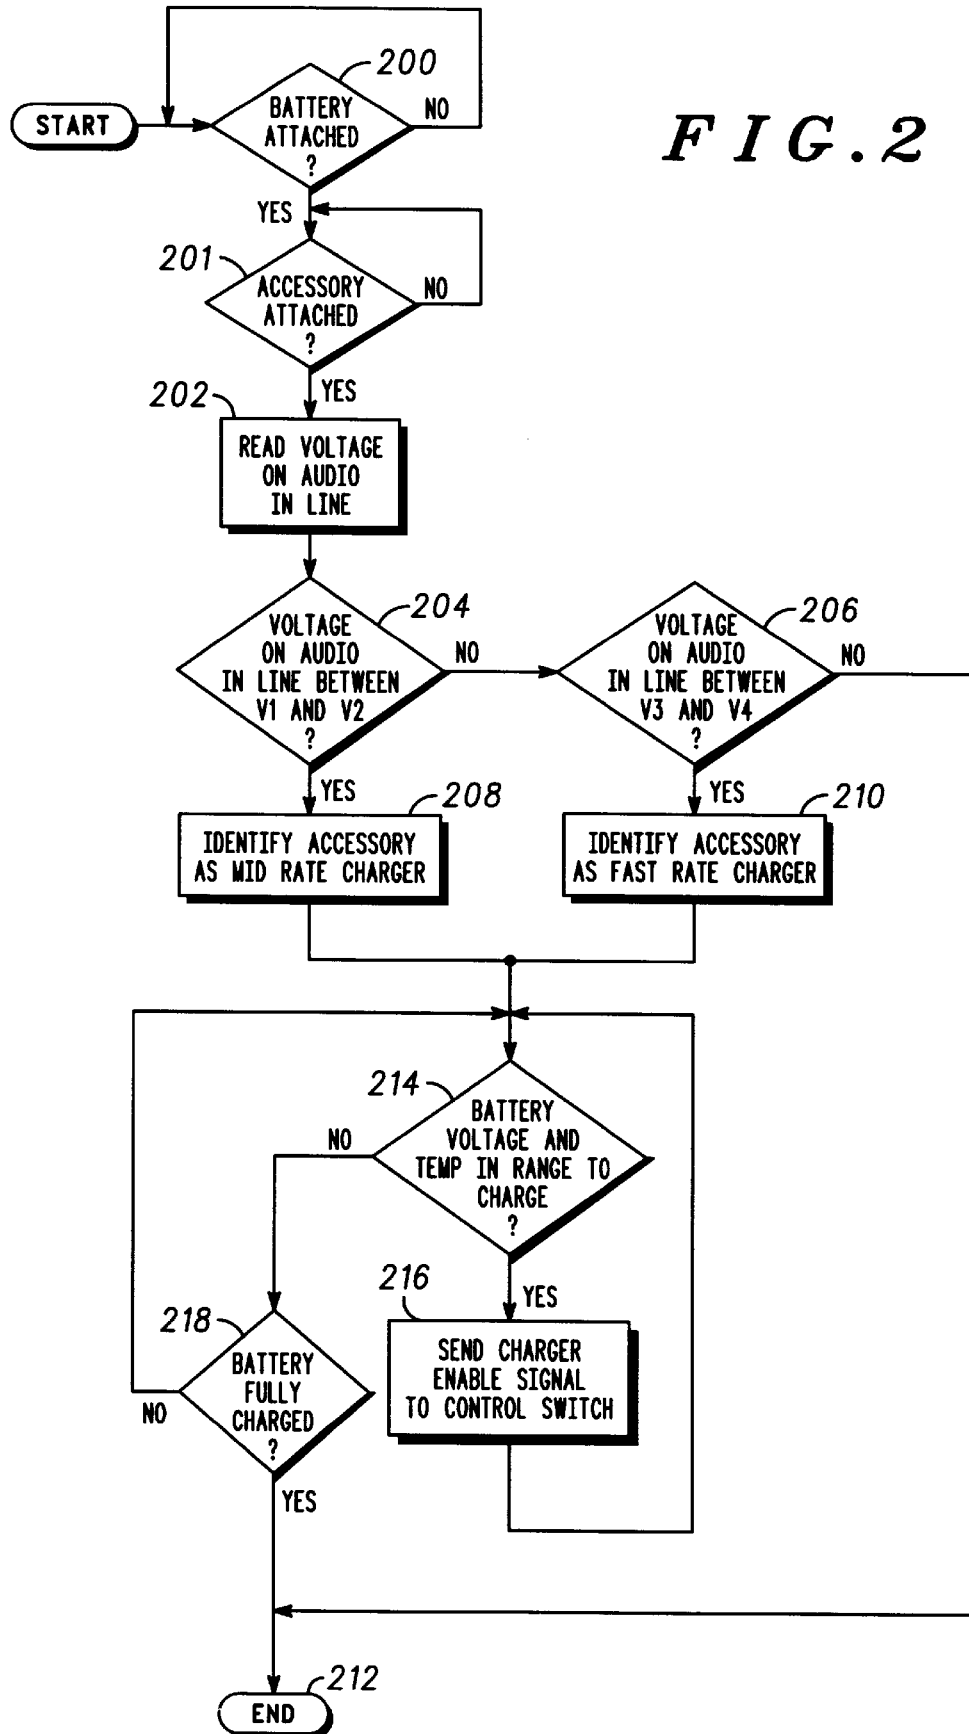 FIG.2
START
200
BATTERY
ATTACHED
?
NO
YES
201
ACCESSORY
ATTACHED
?
NO
YES
202
READ VOLTAGE
ON AUDIO
IN LINE
204
VOLTAGE
ON AUDIO
IN LINE BETWEEN
V1 AND V2
?
NO
YES
206
VOLTAGE
ON AUDIO
IN LINE BETWEEN
V3 AND V4
?
NO
YES
208
IDENTIFY ACCESSORY
AS MID RATE CHARGER
210
IDENTIFY ACCESSORY
AS FAST RATE CHARGER
214
BATTERY
VOLTAGE AND
TEMP IN RANGE TO
CHARGE
?
NO
YES
216
SEND CHARGER
ENABLE SIGNAL
TO CONTROL SWITCH
218
BATTERY
FULLY
CHARGED
?
NO
YES
212
END